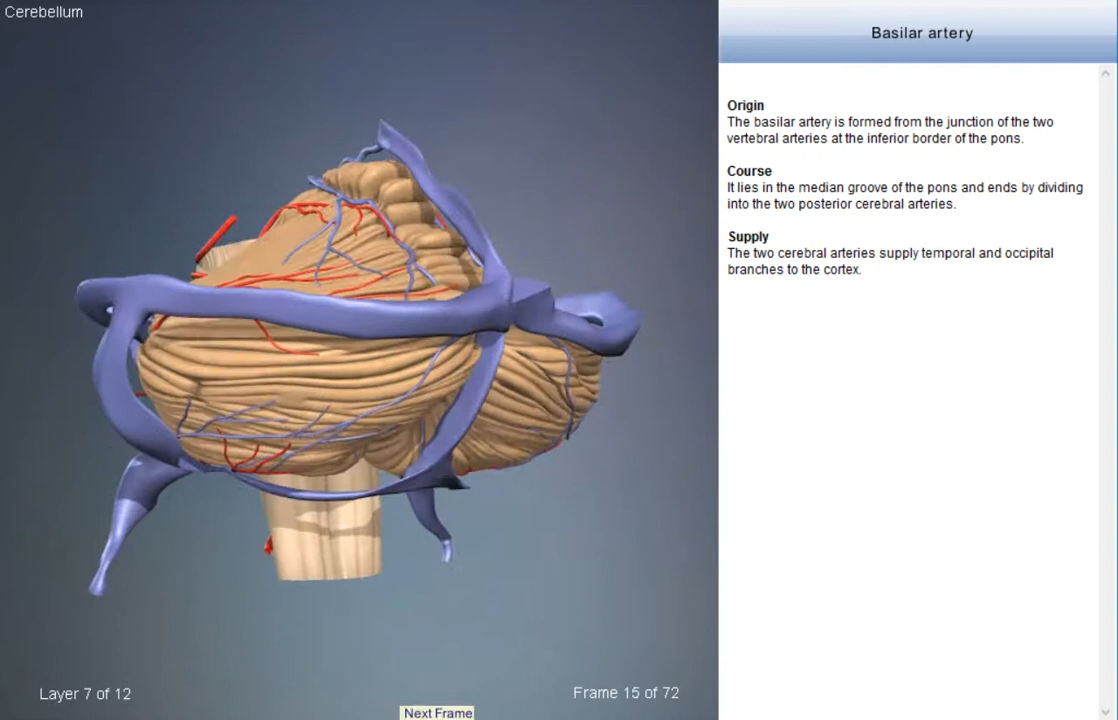 Cerebellum
Basilar artery
Origin
The basilar artery is formed from the junction of the two
vertebral arteries at the inferior border of the pons.
Course
It lies in the median groove of the pons and ends by dividing
into the two posterior cerebral arteries.
Supply
The two cerebral arteries supply temporal and occipital
branches to the cortex.
Layer 7 of 12
Frame 15 of 72
Next Frame